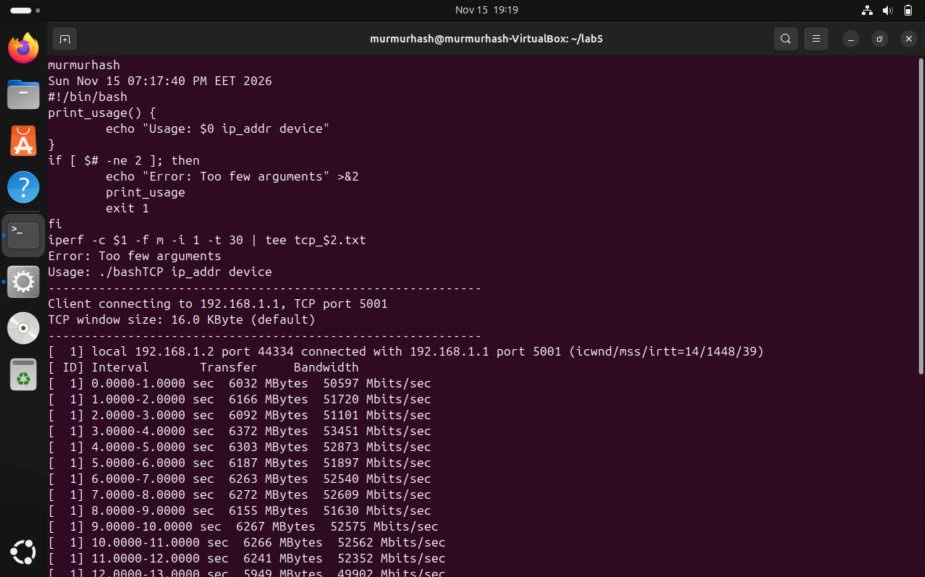 Nov 15 19:19
murmurhash@murmurhash-VirtualBox: ~/lab5
murmurhash
Sun Nov 15 07:17:40 PM EET 2026
#!/bin/bash
print_usage() {
        echo "Usage: $0 ip_addr device"
}
if [ $# -ne 2 ]; then
        echo "Error: Too few arguments" >&2
        print_usage
        exit 1
fi
iperf -c $1 -f m -i 1 -t 30 | tee tcp_$2.txt
Error: Too few arguments
Usage: ./bashTCP ip_addr device
------------------------------------------------------------
Client connecting to 192.168.1.1, TCP port 5001
TCP window size: 16.0 KByte (default)
------------------------------------------------------------
[  1] local 192.168.1.2 port 44334 connected with 192.168.1.1 port 5001 (icwnd/mss/irtt=14/1448/39)
[ ID] Interval       Transfer     Bandwidth
[  1] 0.0000-1.0000 sec  6032 MBytes  50597 Mbits/sec
[  1] 1.0000-2.0000 sec  6166 MBytes  51720 Mbits/sec
[  1] 2.0000-3.0000 sec  6092 MBytes  51101 Mbits/sec
[  1] 3.0000-4.0000 sec  6372 MBytes  53451 Mbits/sec
[  1] 4.0000-5.0000 sec  6303 MBytes  52873 Mbits/sec
[  1] 5.0000-6.0000 sec  6187 MBytes  51897 Mbits/sec
[  1] 6.0000-7.0000 sec  6263 MBytes  52540 Mbits/sec
[  1] 7.0000-8.0000 sec  6272 MBytes  52609 Mbits/sec
[  1] 8.0000-9.0000 sec  6155 MBytes  51630 Mbits/sec
[  1] 9.0000-10.0000 sec  6267 MBytes  52575 Mbits/sec
[  1] 10.0000-11.0000 sec  6266 MBytes  52562 Mbits/sec
[  1] 11.0000-12.0000 sec  6241 MBytes  52352 Mbits/sec
[  1] 12.0000-13.0000 sec  5949 MBytes  49902 Mbits/sec